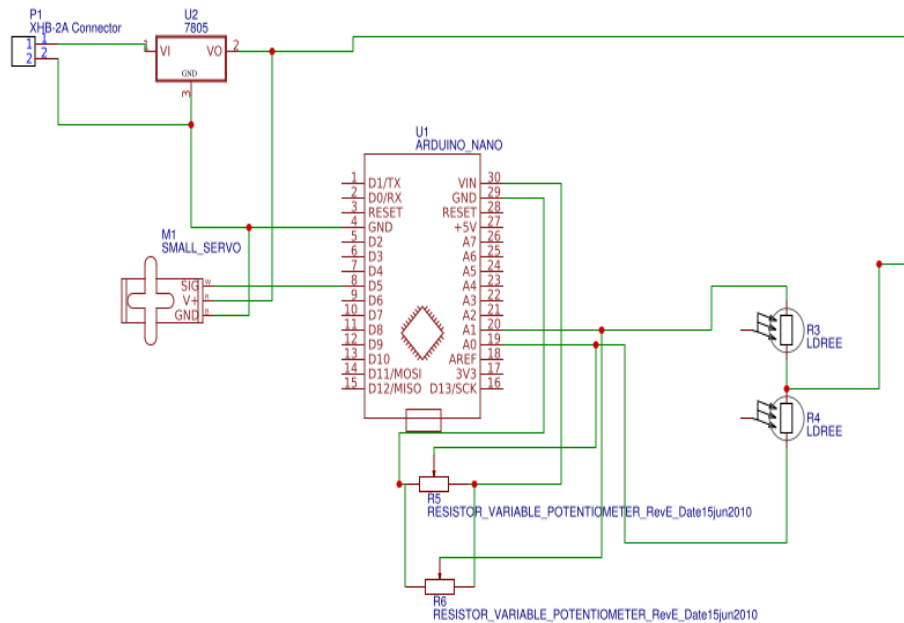 P1
XHB-2A Connector
1 1
2 2
U2
7805
1 VI VO 2
GND
3
U1
ARDUINO_NANO
1 D1/TX VIN 30
2 D0/RX GND 29
3 RESET RESET 28
4 GND +5V 27
5 D2 A7 26
6 D3 A6 25
7 D4 A5 24
8 D5 A4 23
9 D6 A3 22
10 D7 A2 21
11 D8 A1 20
12 D9 A0 19
13 D10 AREF 18
14 D11/MOSI 3V3 17
15 D12/MISO D13/SCK 16
M1
SMALL_SERVO
SIG W
V+ R
GND B
R3
LDREE
R4
LDREE
R5
RESISTOR_VARIABLE_POTENTIOMETER_RevE_Date15jun2010
R6
RESISTOR_VARIABLE_POTENTIOMETER_RevE_Date15jun2010